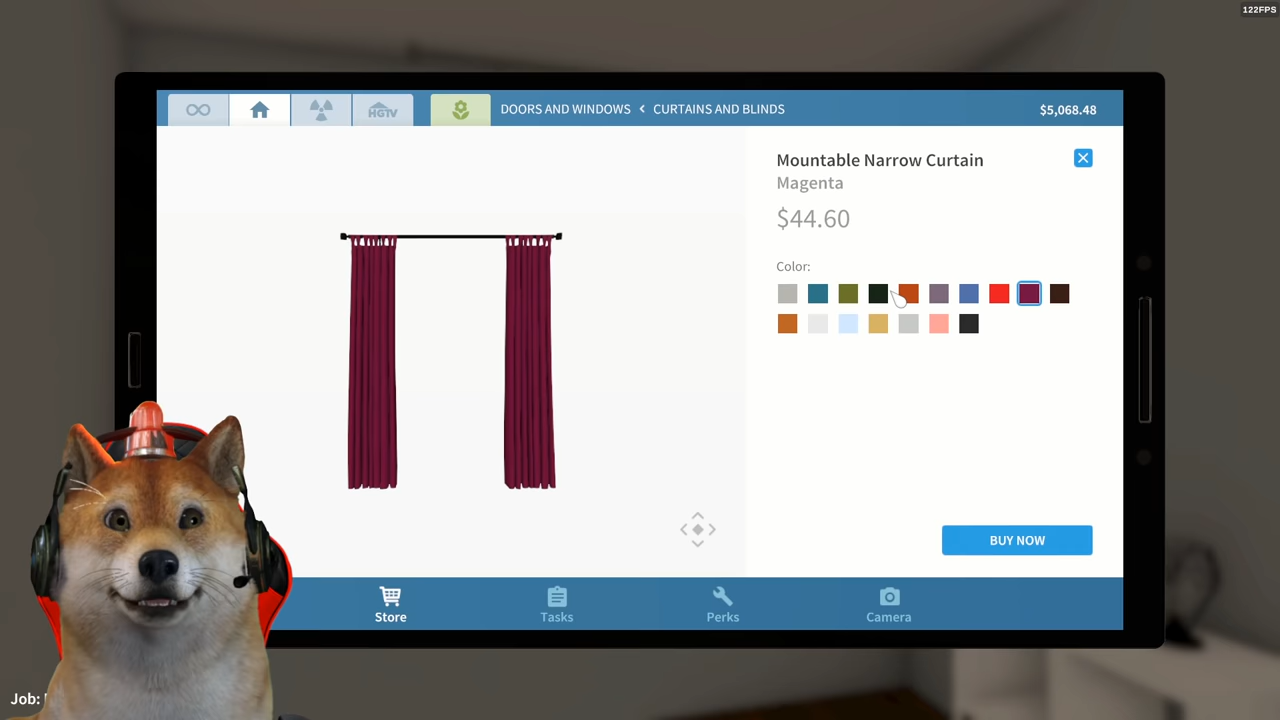 122FPS
HGTV
DOORS AND WINDOWS < CURTAINS AND BLINDS
$5,068.48
Mountable Narrow Curtain
Magenta
$44.60
Color:
BUY NOW
Store
Tasks
Perks
Camera
Job: